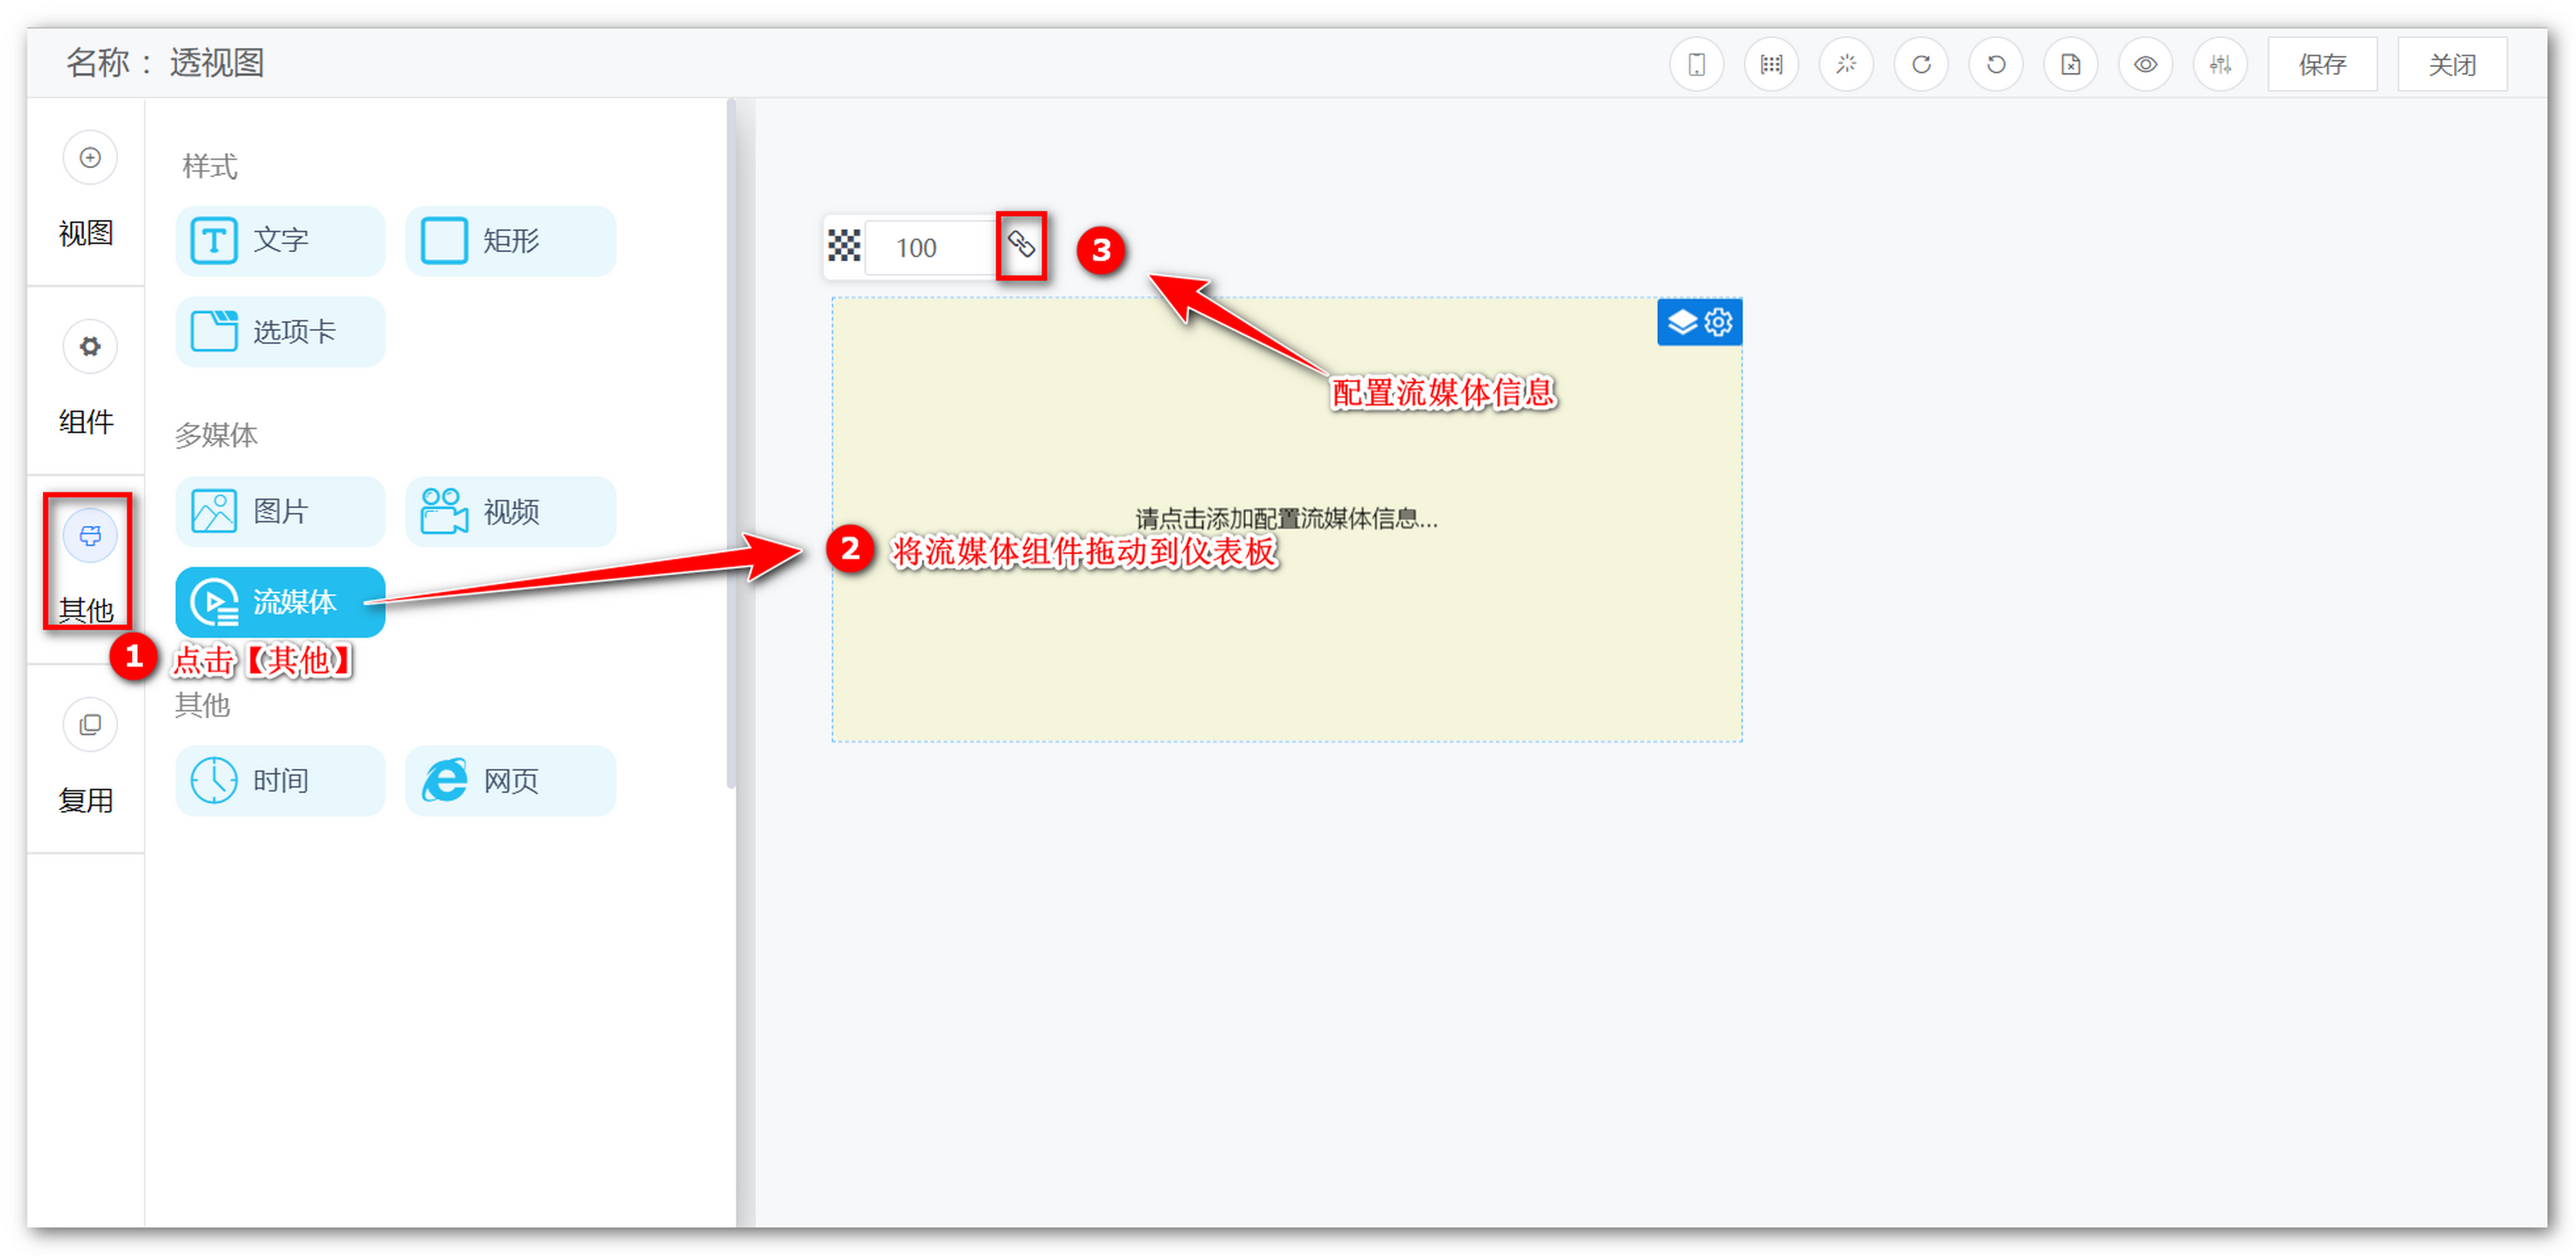 名称： 透视图
保存
关闭
视图
组件
其他
复用
样式
文字
矩形
选项卡
多媒体
图片
视频
流媒体
1 点击【其他】
其他
时间
网页
100
3
配置流媒体信息
请点击添加配置流媒体信息...
2 将流媒体组件拖动到仪表板